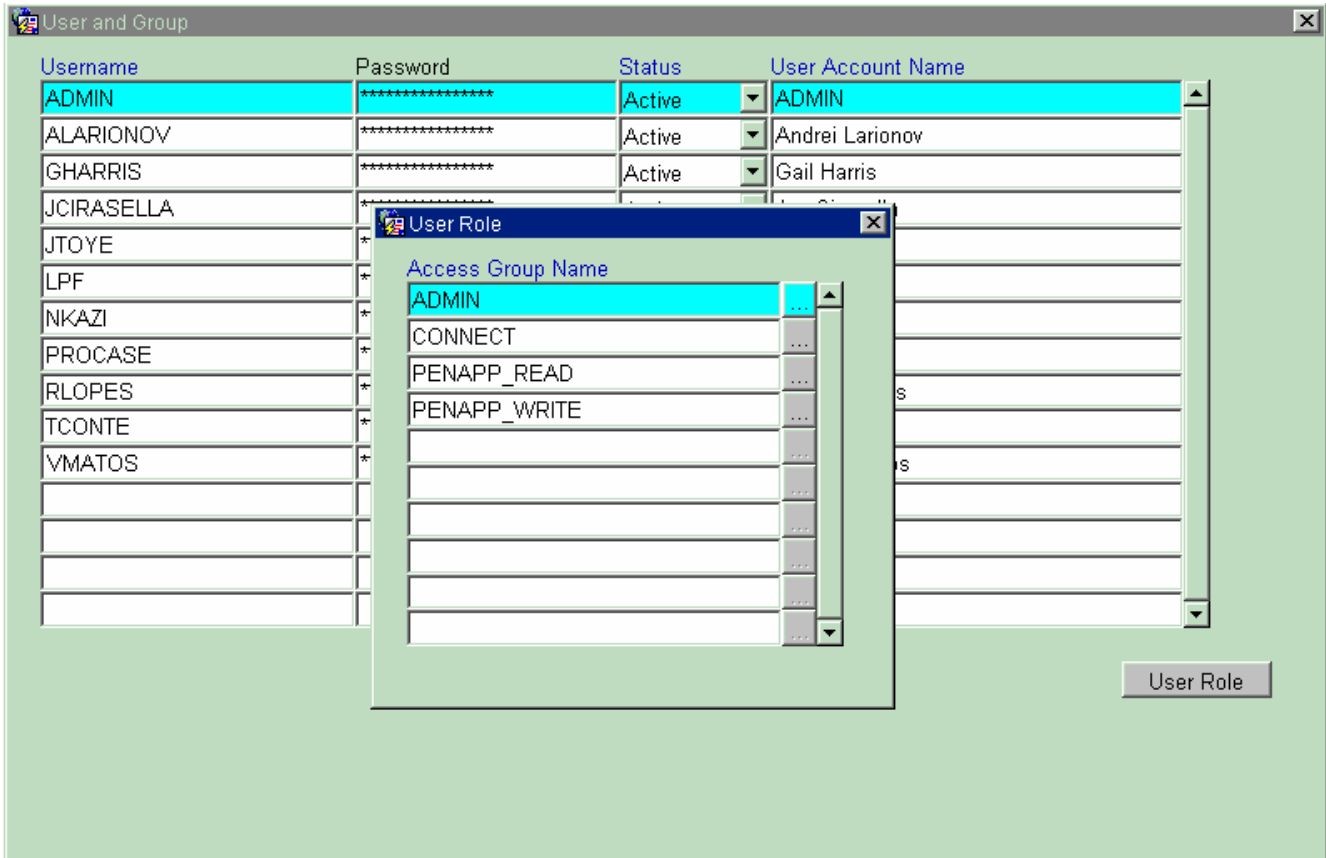 User and Group
Username Password Status User Account Name
ADMIN **************** Active ADMIN
ALARIONOV **************** Active Andrei Larionov
GHARRIS **************** Active Gail Harris
JCIRASELLA
JTOYE
LPF
NKAZI
PROCASE
RLOPES s
TCONTE
VMATOS s
User Role
Access Group Name
ADMIN ...
CONNECT ...
PENAPP_READ ...
PENAPP_WRITE ...
...
...
...
...
...
...
User Role